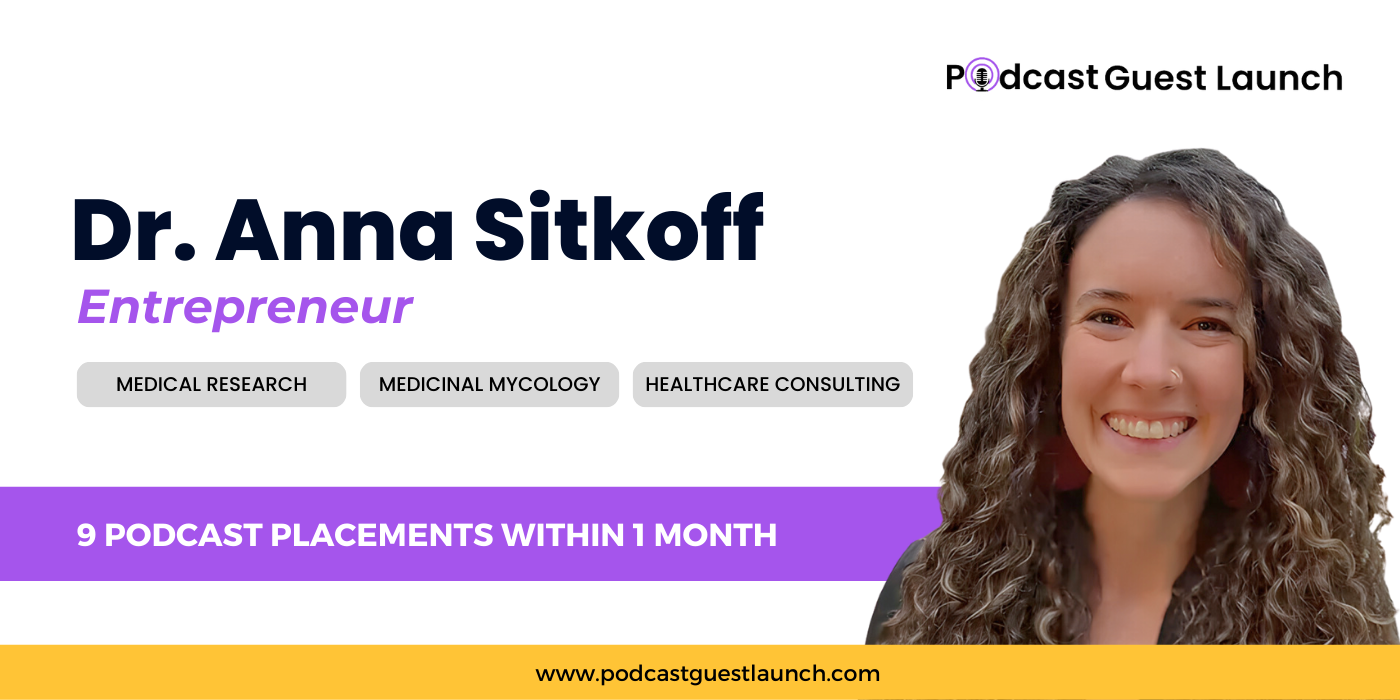 Podcast Guest Launch
Dr. Anna Sitkoff
Entrepreneur
MEDICAL RESEARCH
MEDICINAL MYCOLOGY
HEALTHCARE CONSULTING
9 PODCAST PLACEMENTS WITHIN 1 MONTH
www.podcastguestlaunch.com